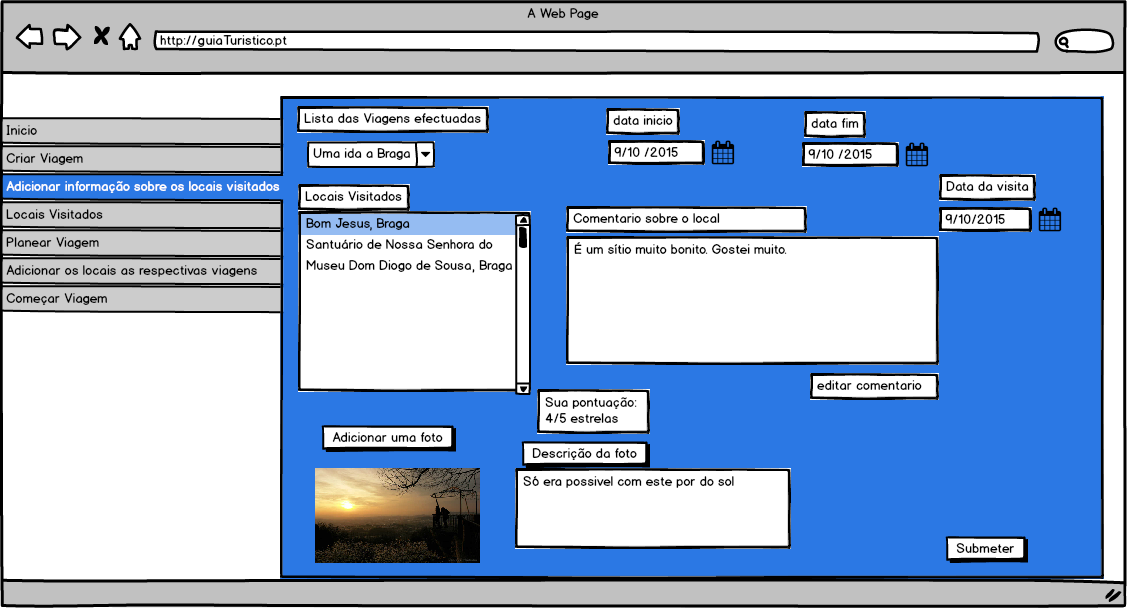 A Web Page
http://guiaTuristico.pt
Inicio
Criar Viagem
Adicionar informação sobre os locais visitados
Locais Visitados
Planear Viagem
Adicionar os locais as respectivas viagens
Começar Viagem
Lista das Viagens efectuadas
Uma ida a Braga
data inicio
9/10 /2015
data fim
9/10 /2015
Data da visita
9/10/2015
Locais Visitados
Bom Jesus, Braga
Santuário de Nossa Senhora do
Museu Dom Diogo de Sousa, Braga
Comentario sobre o local
É um sítio muito bonito. Gostei muito.
editar comentario
Sua pontuação:
4/5 estrelas
Adicionar uma foto
Descrição da foto
Só era possivel com este por do sol
Submeter